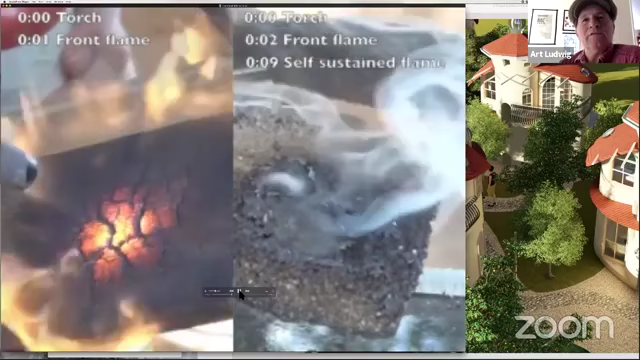 0:00 Torch
0:01 Front flame
0:00 Torch
0:02 Front flame
0:09 Self sustained flame
Art Ludwig
zoom